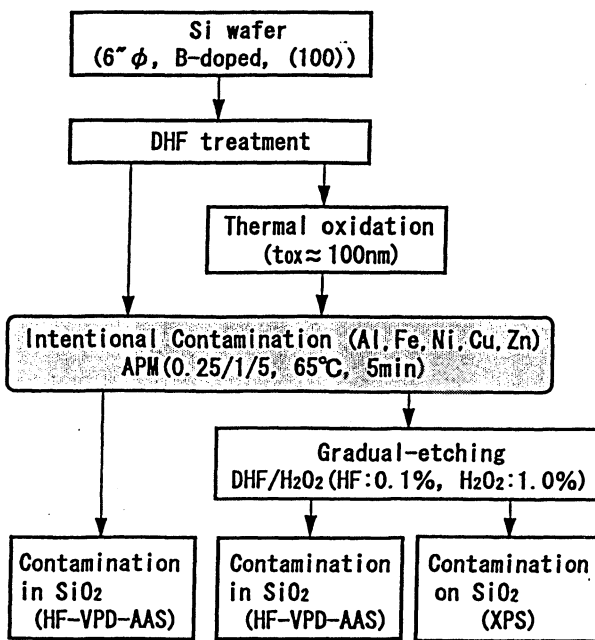 Si wafer
(6″φ, B-doped, (100))
DHF treatment
Thermal oxidation
(tox≈100nm)
Intentional Contamination (Al, Fe, Ni, Cu, Zn)
APM(0.25/1/5, 65℃, 5min)
Gradual-etching
DHF/H₂O₂(HF:0.1%, H₂O₂:1.0%)
Contamination
in SiO₂
(HF-VPD-AAS)
Contamination
in SiO₂
(HF-VPD-AAS)
Contamination
on SiO₂
(XPS)